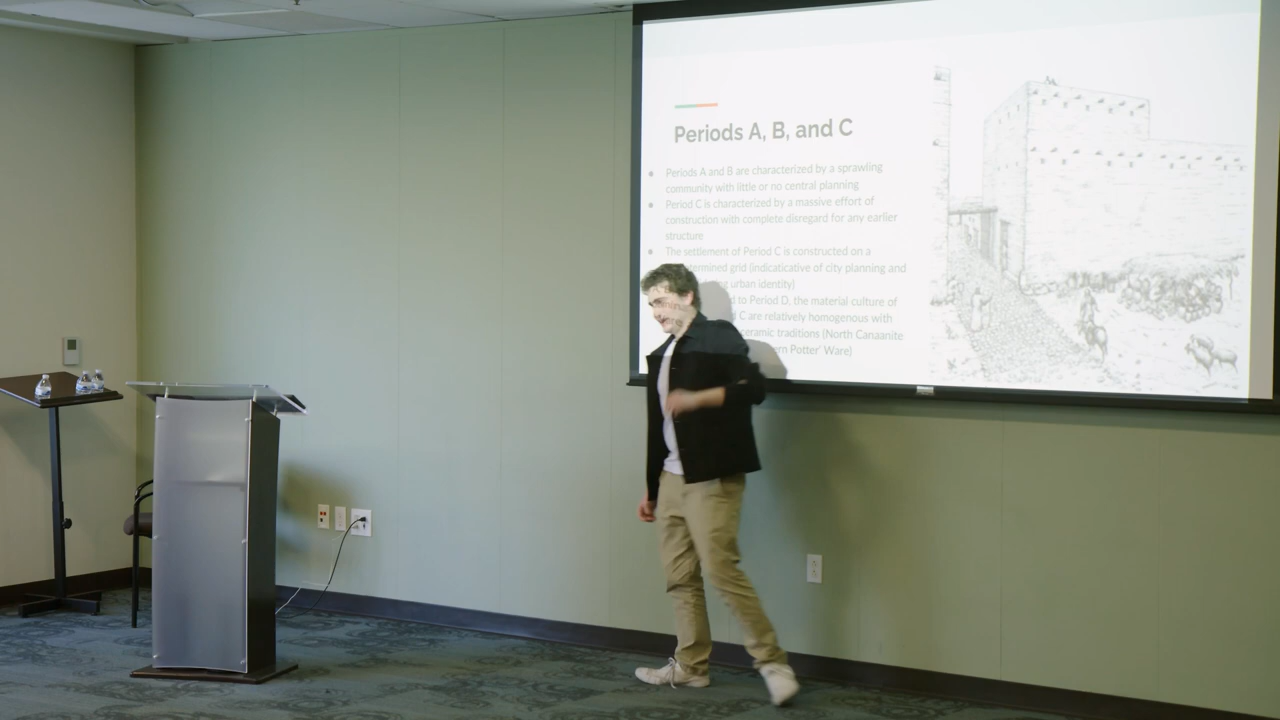 Periods A, B, and C
Periods A and B are characterized by a sprawling
community with little or no central planning
Period C is characterized by a massive effort of
construction with complete disregard for any earlier
structure
The settlement of Period C is constructed on a
grid (indicaticative of city planning and
urban identity)
to Period D, the material culture of
C are relatively homogenous with
ceramic traditions (North Canaanite
Potter' Ware)